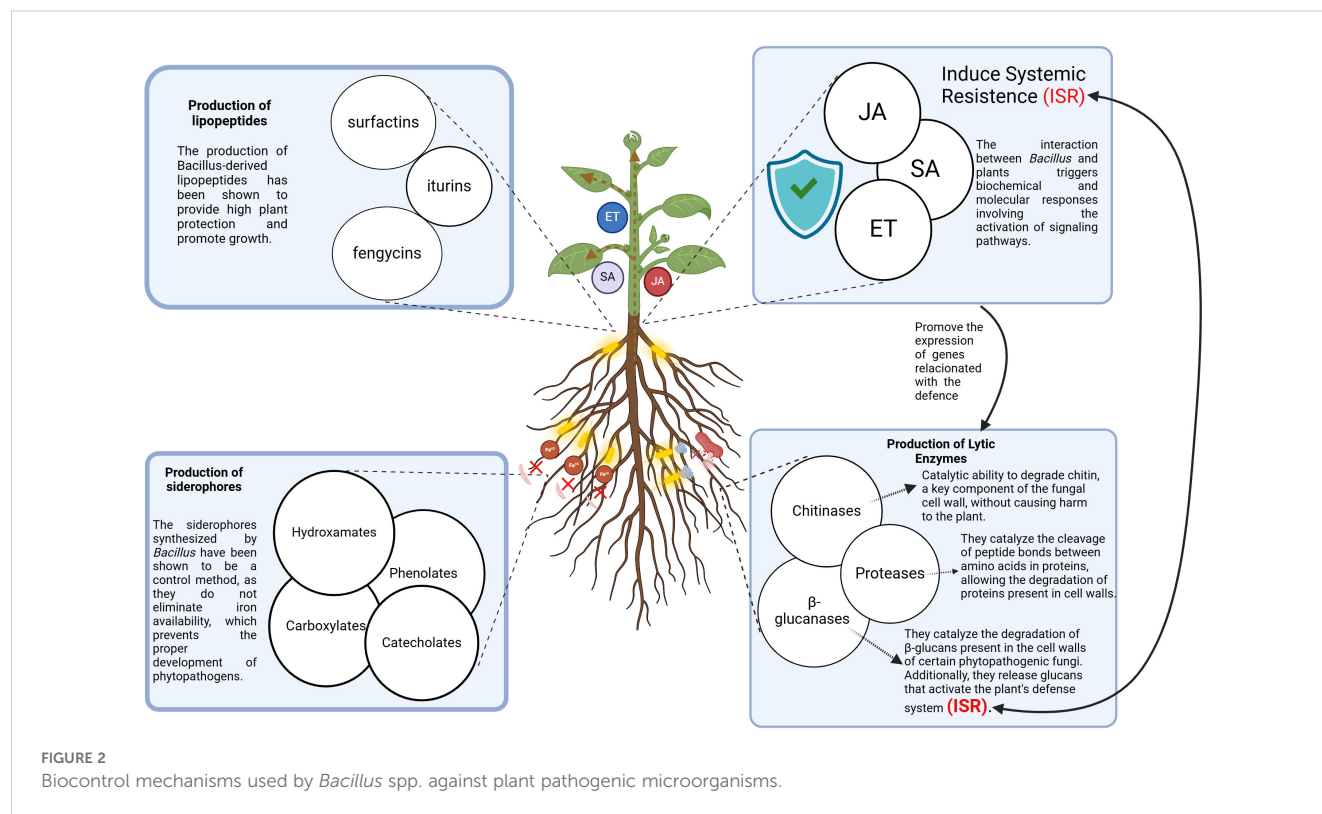 Production of
lipopeptides
The production of
Bacillus-derived
lipopeptides has
been shown to
provide high plant
protection and
promote growth.
surfactins
iturins
fengycins
Induce Systemic
Resistence (ISR)
JA
SA
ET
The interaction
between Bacillus and
plants triggers
biochemical and
molecular responses
involving the
activation of signaling
pathways.
ET
SA
JA
Promove the
expression
of genes
relacionated
with the
defence
Production of
siderophores
The siderophores
synthesized by
Bacillus have been
shown to be a
control method, as
they do not
eliminate iron
availability, which
prevents the
proper
development of
phytopathogens.
Hydroxamates
Phenolates
Carboxylates
Catecholates
Production of Lytic
Enzymes
Chitinases
Catalytic ability to degrade chitin,
a key component of the fungal
cell wall, without causing harm
to the plant.
Proteases
They catalyze the cleavage
of peptide bonds between
amino acids in proteins,
allowing the degradation of
proteins present in cell walls.
β-
glucanases
They catalyze the degradation of
β-glucans present in the cell walls
of certain phytopathogenic fungi.
Additionally, they release glucans
that activate the plant's defense
system (ISR).
FIGURE 2
Biocontrol mechanisms used by Bacillus spp. against plant pathogenic microorganisms.